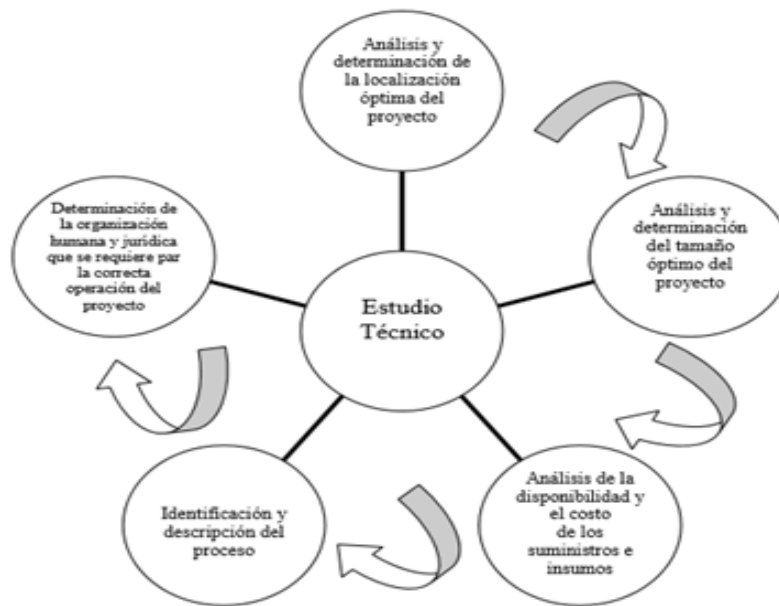 Análisis y
determinación de
la localización
óptima del
proyecto
Análisis y
determinación
del tamaño
óptimo del
proyecto
Análisis de la
disponibilidad y
el costo
de los
suministros e
insumos
Identificación y
descripción del
proceso
Determinación de
la organización
humana y jurídica
que se requiere par
la correcta
operación del
proyecto
Estudio
Técnico